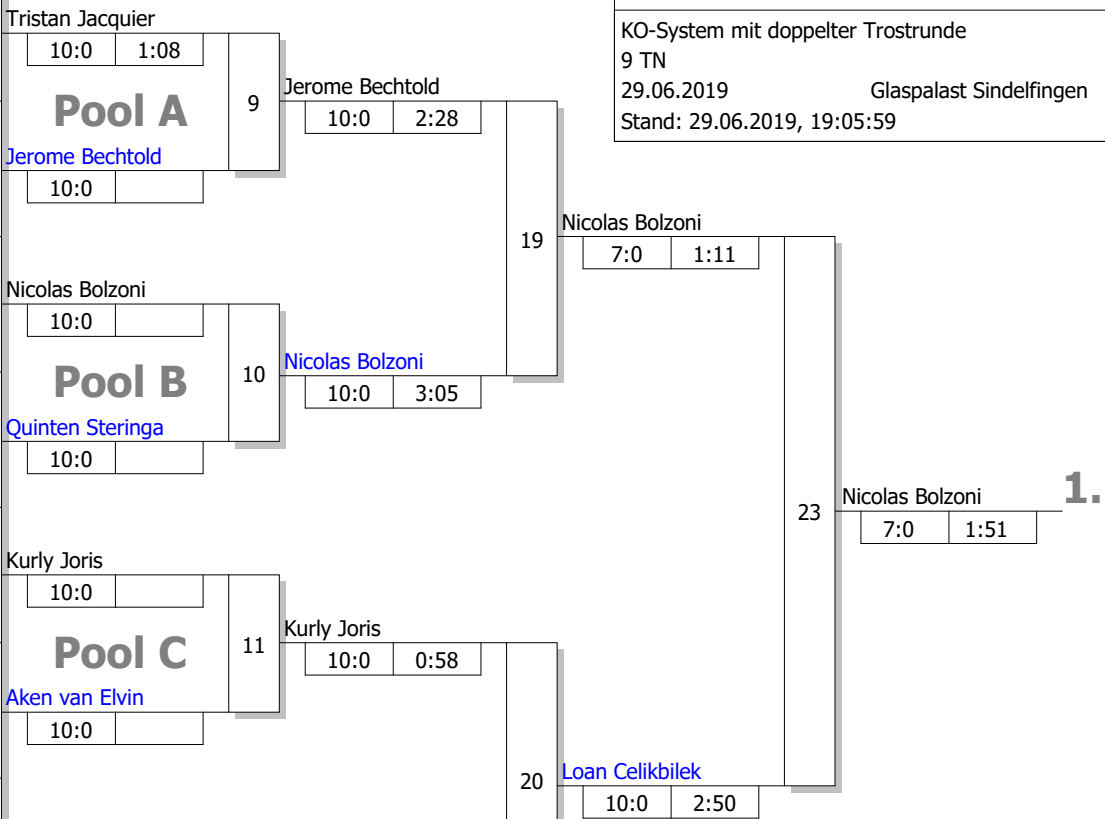 Tristan Jacquier
10:0 1:08
Pool A
9
Jerome Bechtold
10:0
Jerome Bechtold
10:0 2:28
KO-System mit doppelter Trostrunde
9 TN
29.06.2019 Glaspalast Sindelfingen
Stand: 29.06.2019, 19:05:59
19
Nicolas Bolzoni
7:0 1:11
Nicolas Bolzoni
10:0
Pool B
10
Quinten Steringa
10:0
Nicolas Bolzoni
10:0 3:05
23
Nicolas Bolzoni
7:0 1:51
1.
Kurly Joris
10:0
Pool C
11
Aken van Elvin
10:0
Kurly Joris
10:0 0:58
20
Loan Celikbilek
10:0 2:50